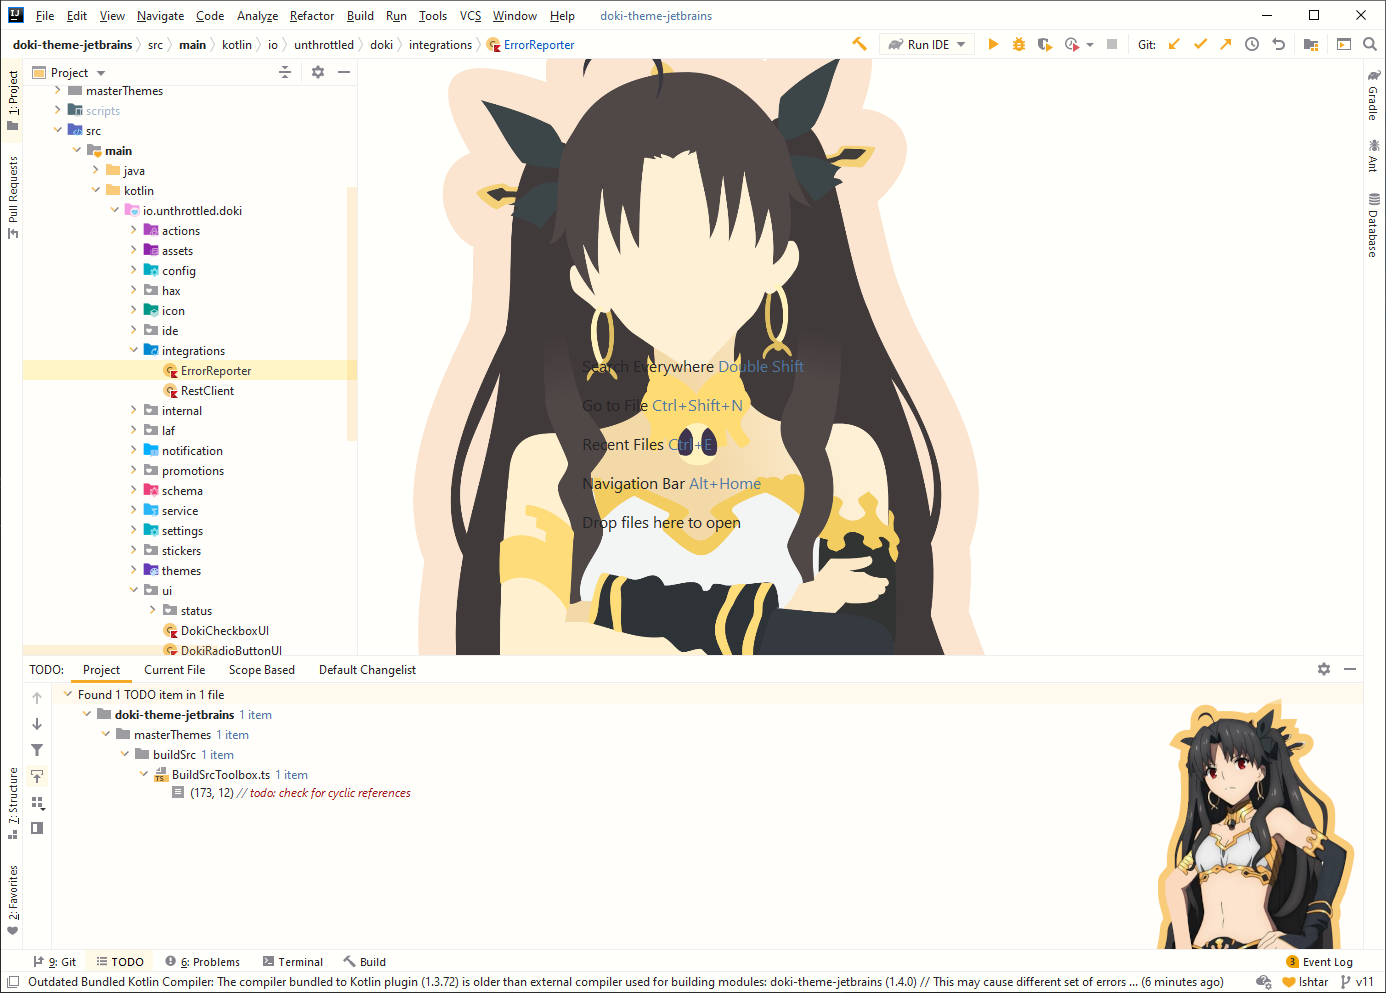 IJ File Edit View Navigate Code Analyze Refactor Build Run Tools VCS Window Help doki-theme-jetbrains
doki-theme-jetbrains src main kotlin io unthrottled doki integrations ErrorReporter Run IDE Git:
1: Project
Pull Requests
7: Structure
2: Favorites
Project
masterThemes
scripts
src
main
java
kotlin
io.unthrottled.doki
actions
assets
config
hax
icon
ide
integrations
ErrorReporter
RestClient
internal
laf
notification
promotions
schema
service
settings
stickers
themes
ui
status
DokiCheckboxUI
DokiRadioButtonUI
Search Everywhere Double Shift
Go to File Ctrl+Shift+N
Recent Files Ctrl+E
Navigation Bar Alt+Home
Drop files here to open
Gradle
Ant
Database
TODO: Project Current File Scope Based Default Changelist
Found 1 TODO item in 1 file
doki-theme-jetbrains 1 item
masterThemes 1 item
buildSrc 1 item
TS BuildSrcToolbox.ts 1 item
(173, 12) // todo: check for cyclic references
9: Git TODO 6: Problems Terminal Build 3 Event Log
Outdated Bundled Kotlin Compiler: The compiler bundled to Kotlin plugin (1.3.72) is older than external compiler used for building modules: doki-theme-jetbrains (1.4.0) // This may cause different set of errors ... (6 minutes ago) Ishtar v11